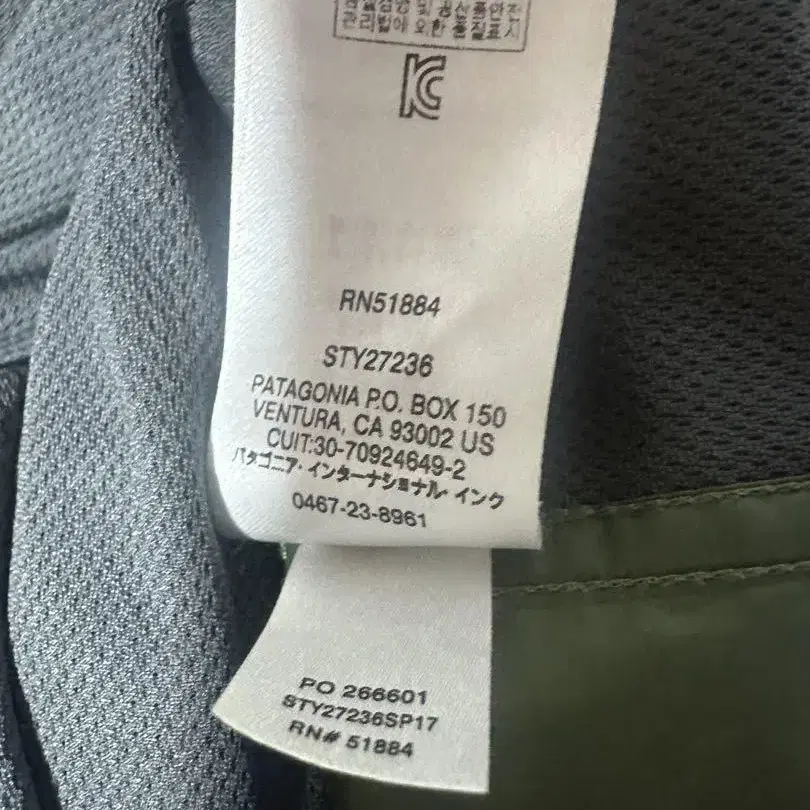 RN51884
STY27236
PATAGONIA P.O. BOX 150
VENTURA, CA 93002 US
CUIT:30-70924649-2
パタゴニア・インターナショナル・インク
0467-23-8961
PO 266601
STY27236SP17
RN# 51884